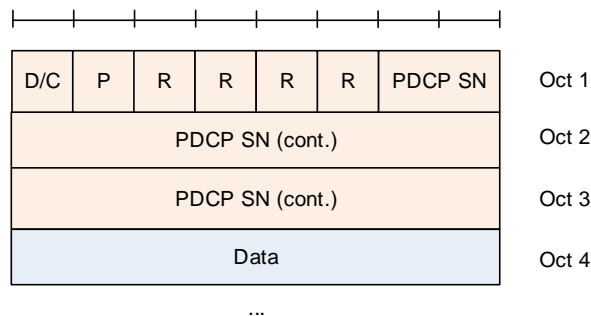 D/C P R R R R PDCP SN Oct 1
PDCP SN (cont.) Oct 2
PDCP SN (cont.) Oct 3
Data Oct 4
...